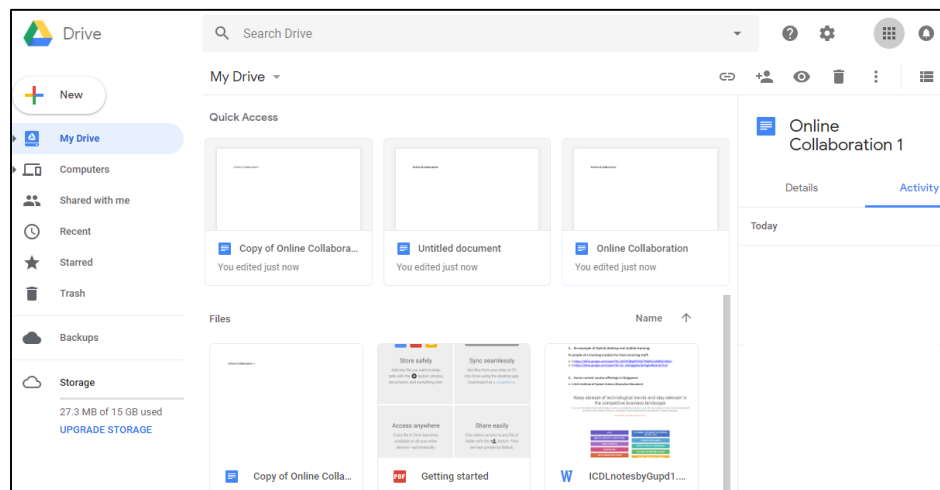 Drive
Search Drive
New
My Drive
Computers
Shared with me
Recent
Starred
Trash
Backups
Storage
27.3 MB of 15 GB used
UPGRADE STORAGE
My Drive
Quick Access
Online Collaboration
Copy of Online Collabora...
You edited just now
Online Collaboration
Untitled document
You edited just now
Online Collaboration
Online Collaboration
You edited just now
Files
Name
Online Collaboration 1
Copy of Online Colla...
Store safely
Sync seamlessly
Access anywhere
Share easily
PDF
Getting started
Keep abreast of technological trends and stay relevant in
the competitive business landscape
W
ICDLnotesbyGupd1....
Online
Collaboration 1
Details
Activity
Today